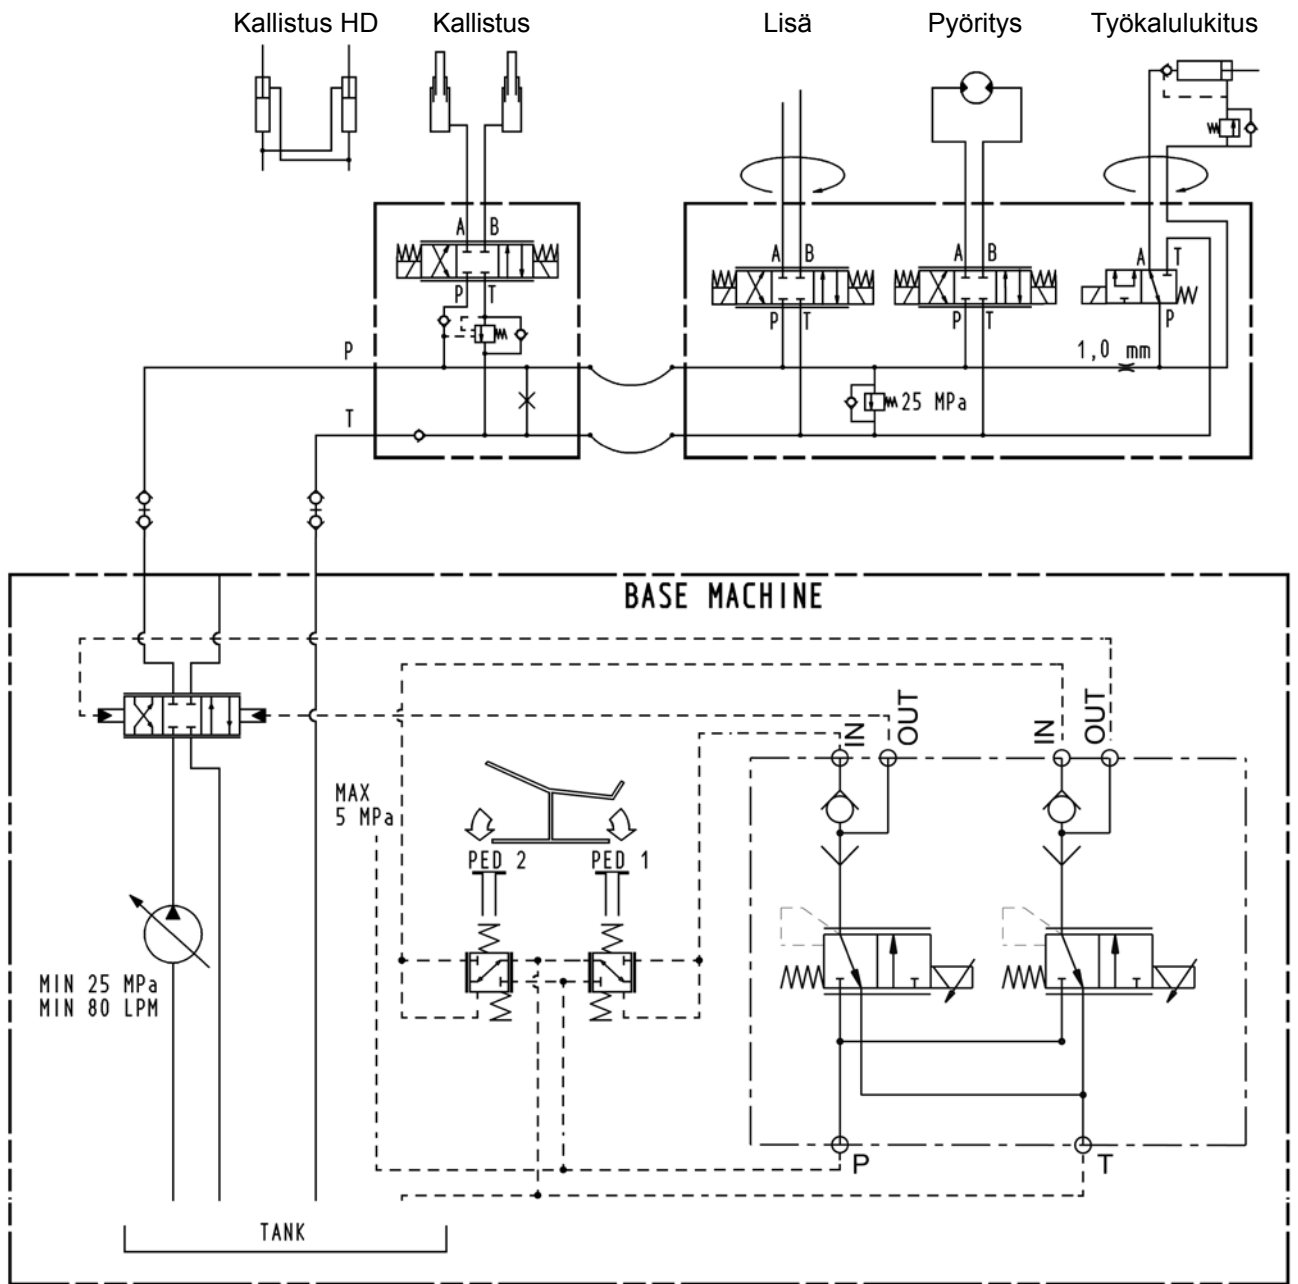 Kallistus HD Kallistus Lisä Pyöritys Työkalulukitus
A B
P T
A B
P T
A B
P T
A T
P
1,0 mm
P
25 MPa
T
BASE MACHINE
IN OUT IN OUT
MAX
5 MPa
PED 2 PED 1
MIN 25 MPa
MIN 80 LPM
P T
TANK